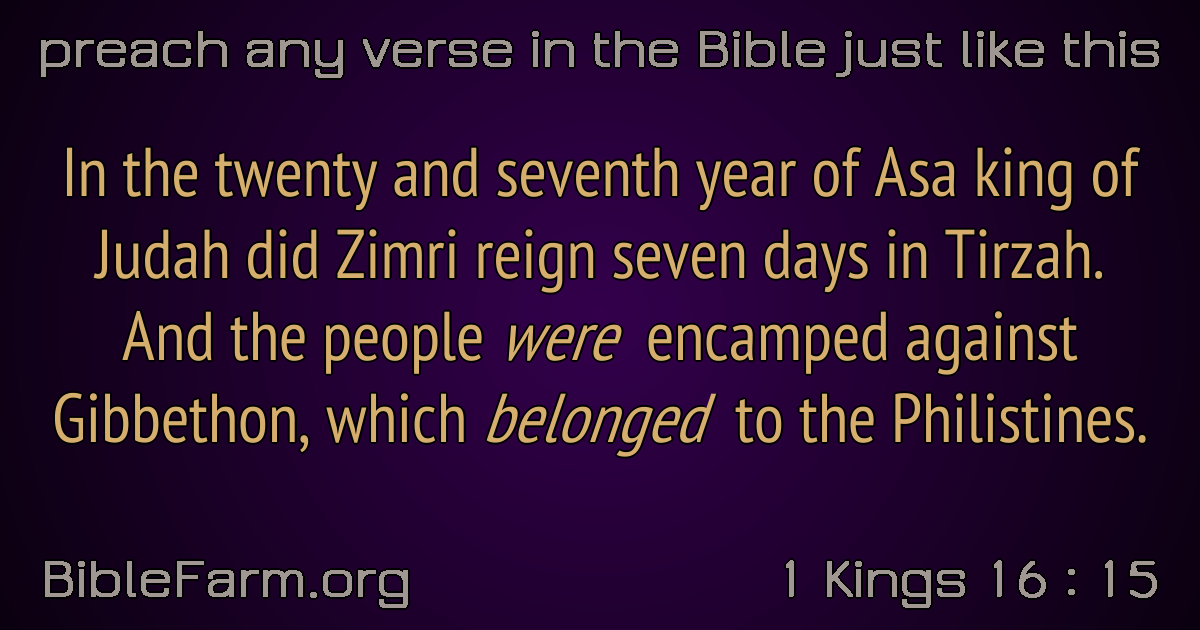 preach any verse in the Bible just like this
In the twenty and seventh year of Asa king of
Judah did Zimri reign seven days in Tirzah.
And the people were encamped against
Gibbethon, which belonged to the Philistines.
BibleFarm.org
1 Kings 16 : 15